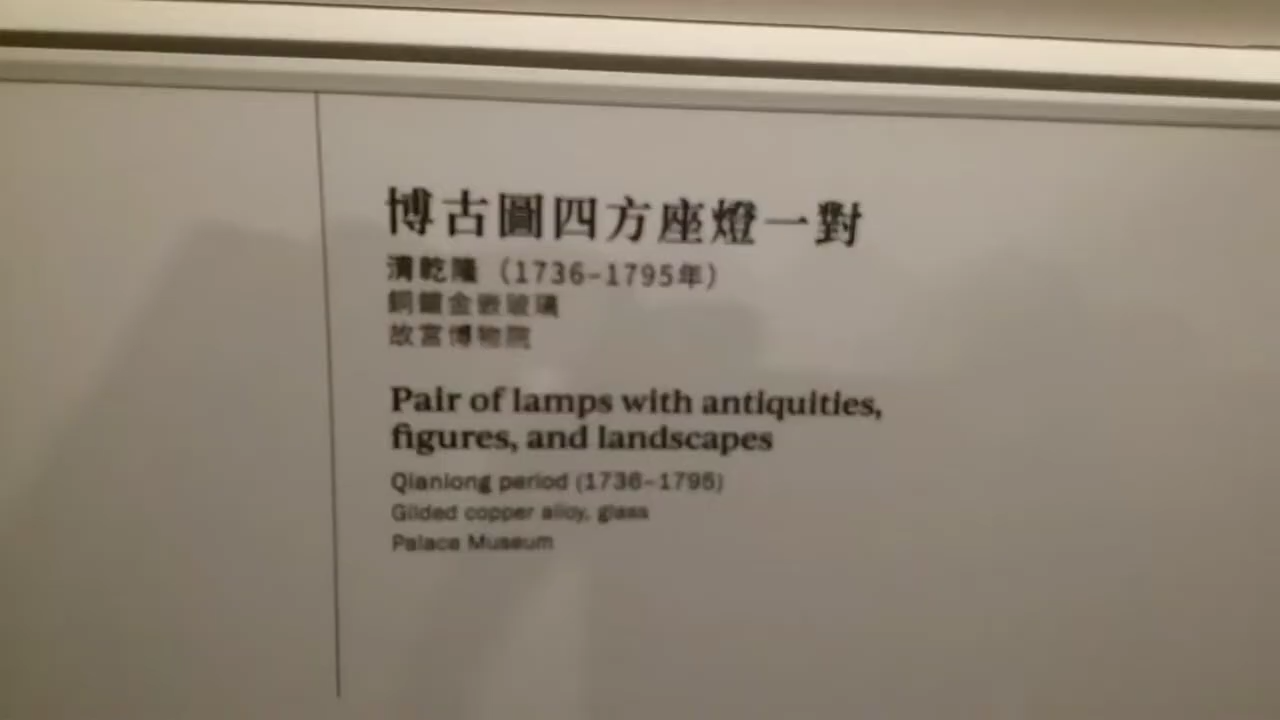 博古圖四方座燈一對
清乾隆（1736–1795年）
銅鍍金嵌玻璃
故宮博物院
Pair of lamps with antiquities,
figures, and landscapes
Qianlong period (1736–1795)
Gilded copper alloy, glass
Palace Museum